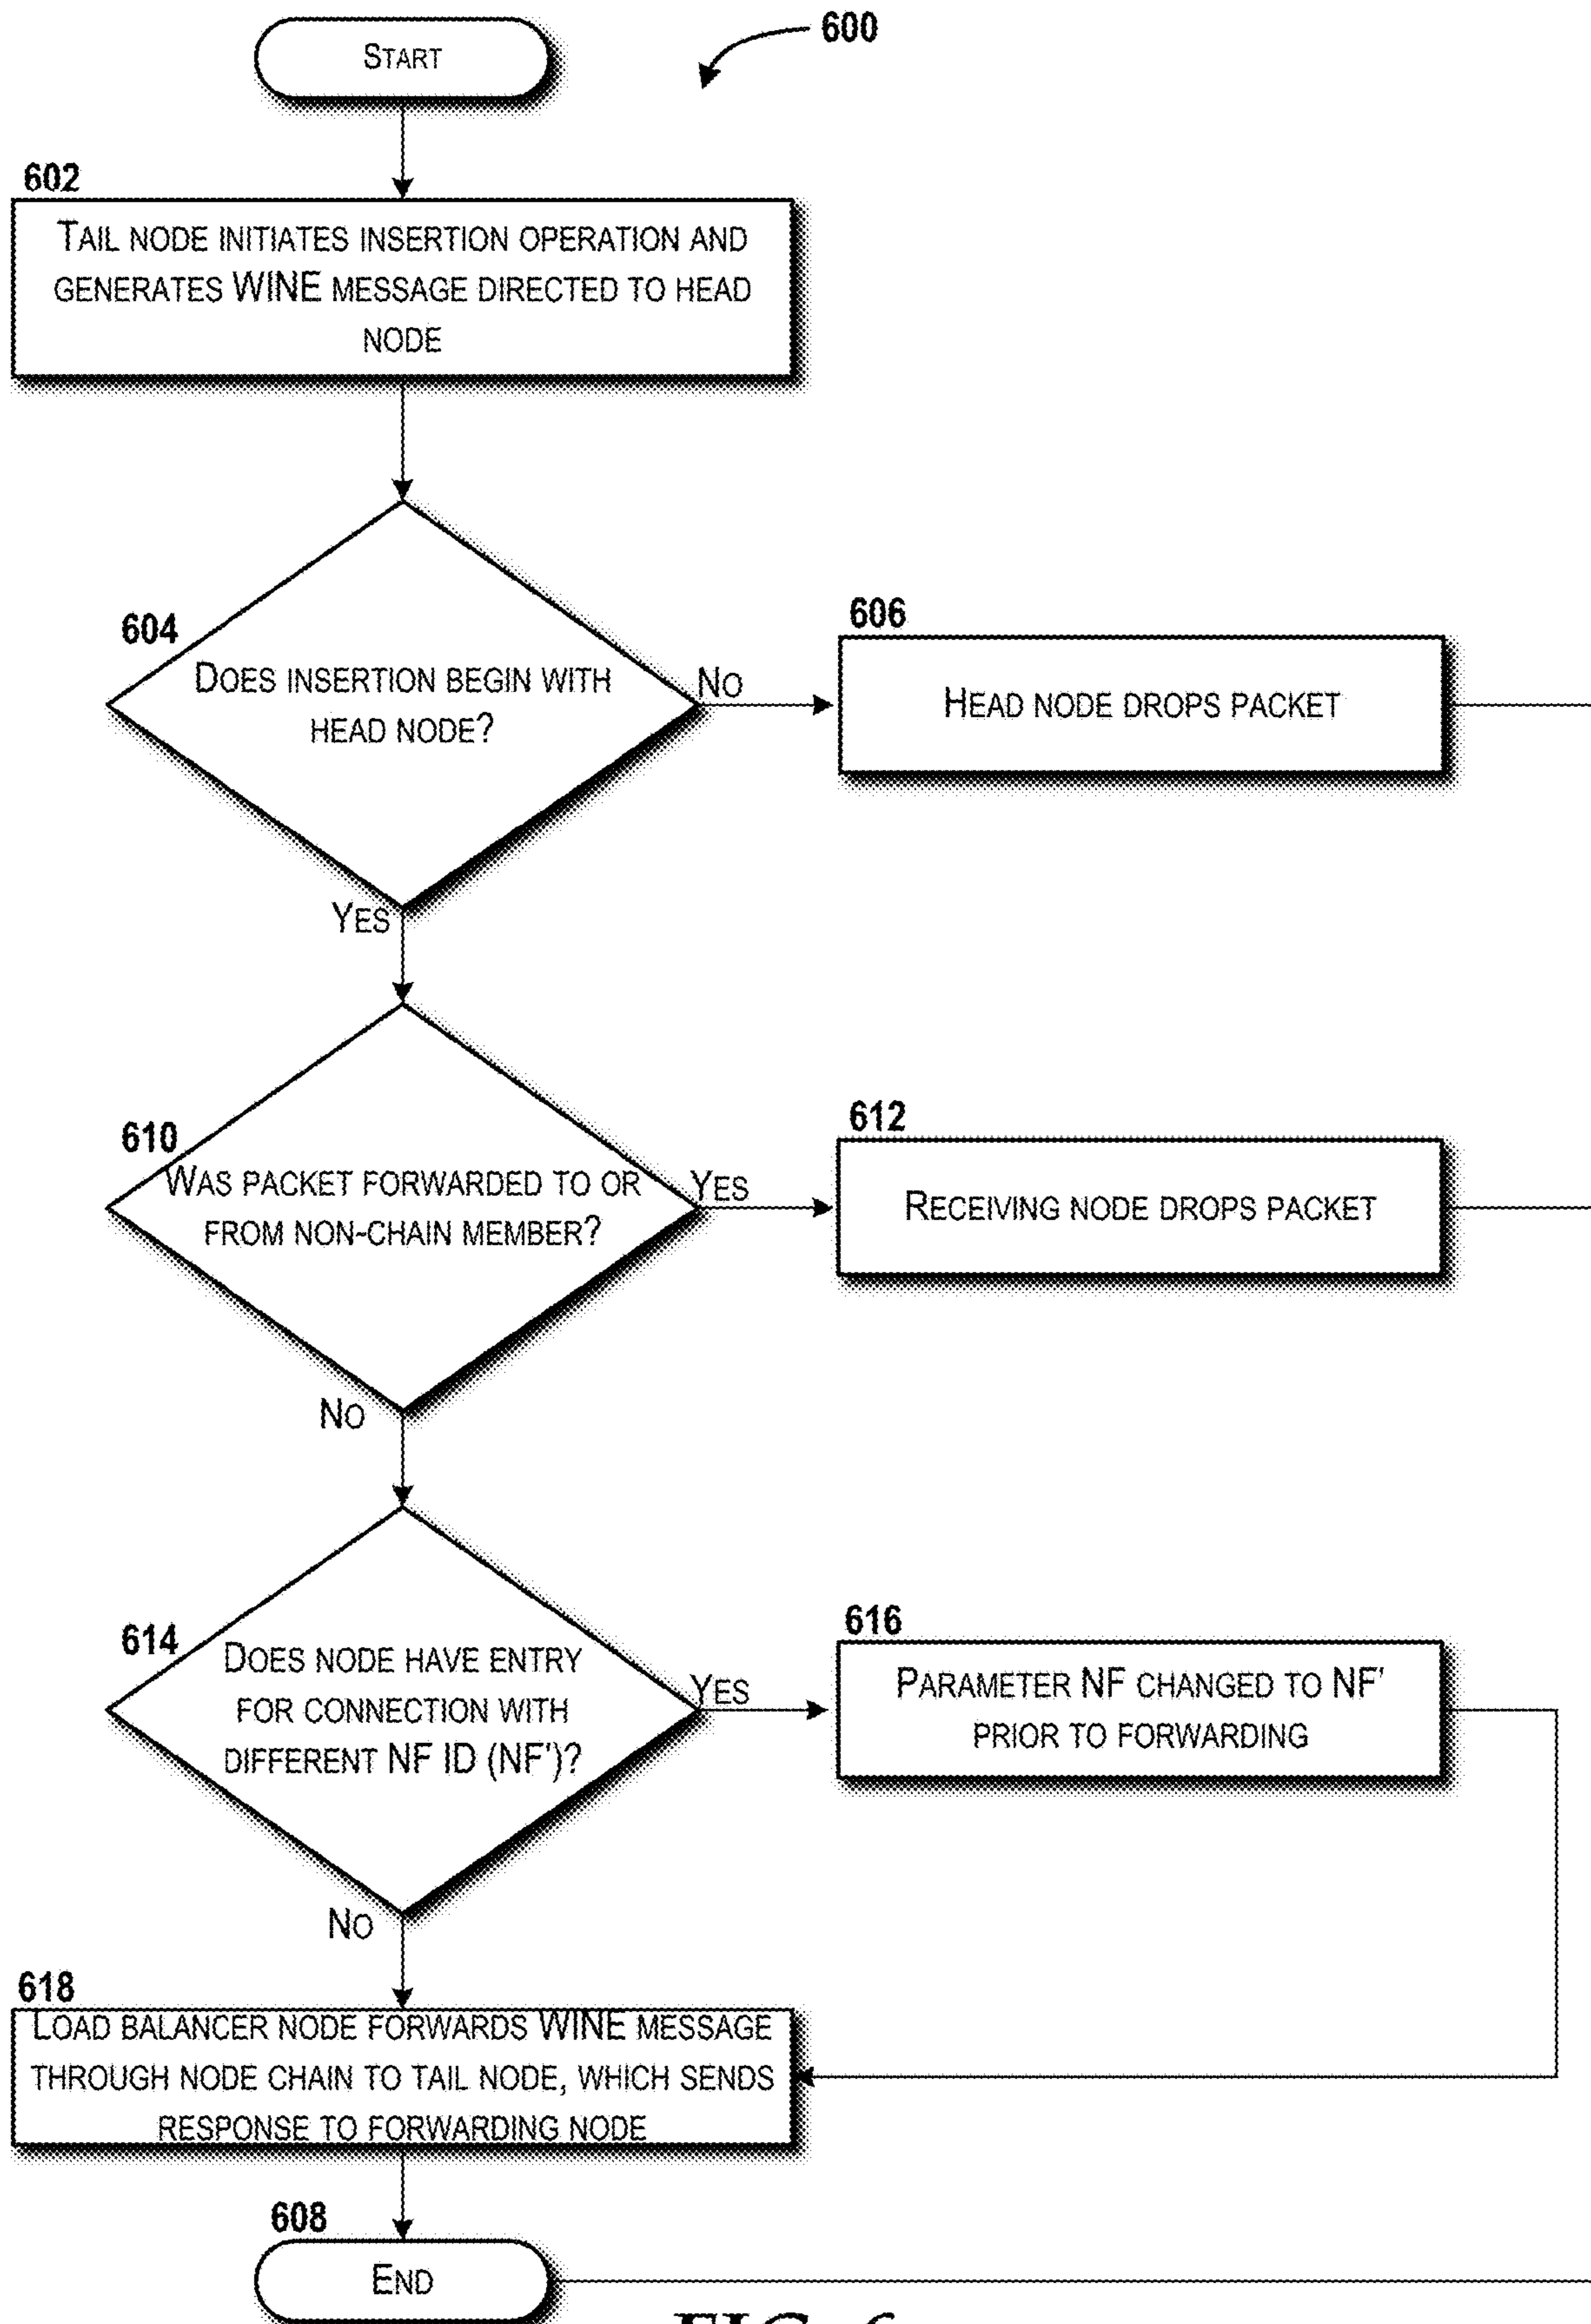 START
600
602
TAIL NODE INITIATES INSERTION OPERATION AND
GENERATES WINE MESSAGE DIRECTED TO HEAD
NODE
604
DOES INSERTION BEGIN WITH
HEAD NODE?
NO
606
HEAD NODE DROPS PACKET
YES
610
WAS PACKET FORWARDED TO OR
FROM NON-CHAIN MEMBER?
YES
612
RECEIVING NODE DROPS PACKET
NO
614
DOES NODE HAVE ENTRY
FOR CONNECTION WITH
DIFFERENT NF ID (NF')?
YES
616
PARAMETER NF CHANGED TO NF'
PRIOR TO FORWARDING
NO
618
LOAD BALANCER NODE FORWARDS WINE MESSAGE
THROUGH NODE CHAIN TO TAIL NODE, WHICH SENDS
RESPONSE TO FORWARDING NODE
608
END